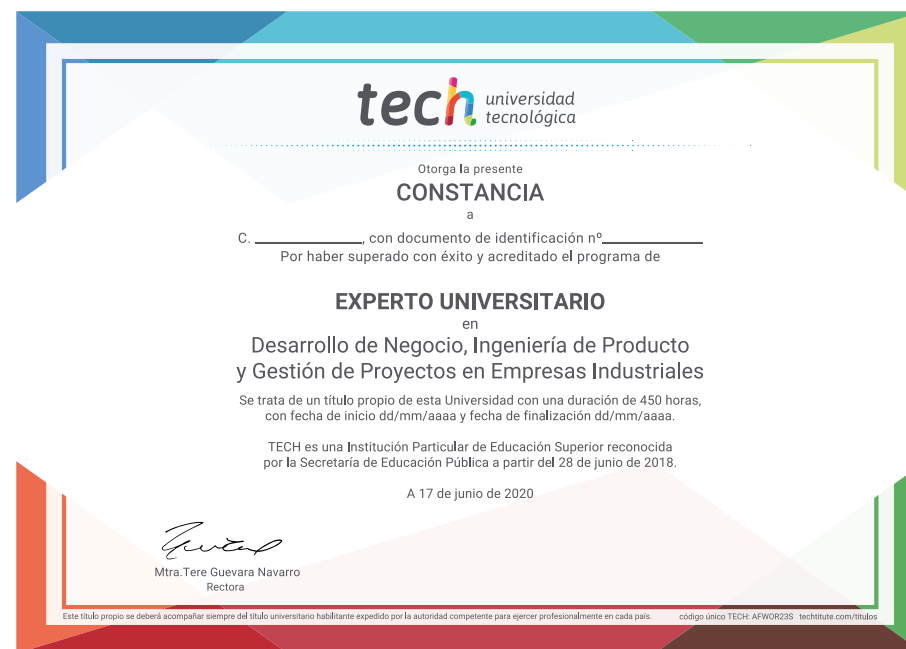 tech universidad
tecnológica
Otorga la presente
CONSTANCIA
a
C. ____________, con documento de identificación nº____________
Por haber superado con éxito y acreditado el programa de
EXPERTO UNIVERSITARIO
en
Desarrollo de Negocio, Ingeniería de Producto
y Gestión de Proyectos en Empresas Industriales
Se trata de un título propio de esta Universidad con una duración de 450 horas,
con fecha de inicio dd/mm/aaaa y fecha de finalización dd/mm/aaaa.
TECH es una Institución Particular de Educación Superior reconocida
por la Secretaría de Educación Pública a partir del 28 de junio de 2018.
A 17 de junio de 2020
Mtra.Tere Guevara Navarro
Rectora
Este título propio se deberá acompañar siempre del título universitario habilitante expedido por la autoridad competente para ejercer profesionalmente en cada país. código único TECH: AFWOR23S techtitute.com/titulos